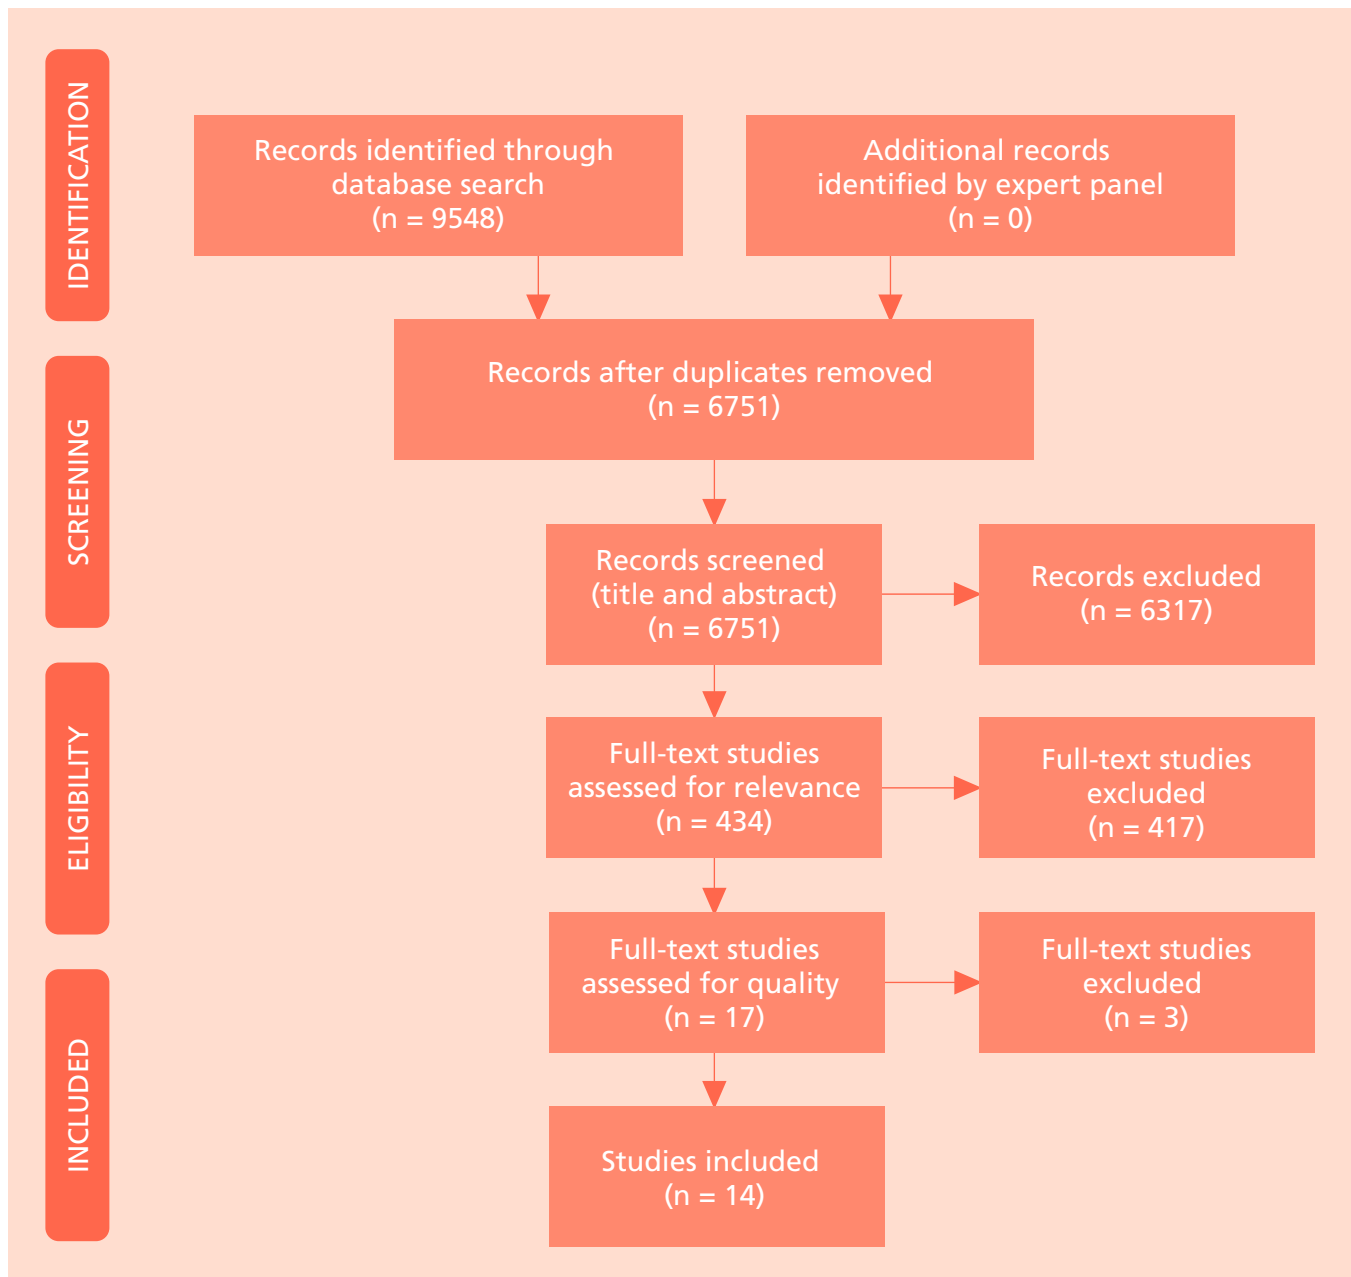 IDENTIFICATION
Records identified through
database search
(n = 9548)
Additional records
identified by expert panel
(n = 0)
Records after duplicates removed
(n = 6751)
SCREENING
Records screened
(title and abstract)
(n = 6751)
Records excluded
(n = 6317)
ELIGIBILITY
Full-text studies
assessed for relevance
(n = 434)
Full-text studies
excluded
(n = 417)
Full-text studies
assessed for quality
(n = 17)
Full-text studies
excluded
(n = 3)
INCLUDED
Studies included
(n = 14)